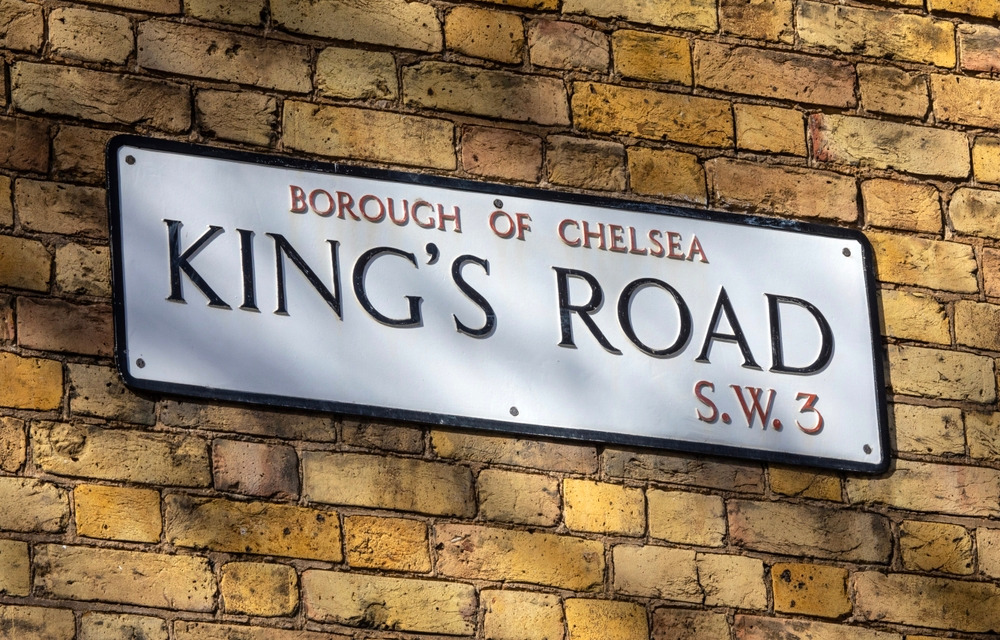 BOROUGH OF CHELSEA
KING'S ROAD
S.W.3